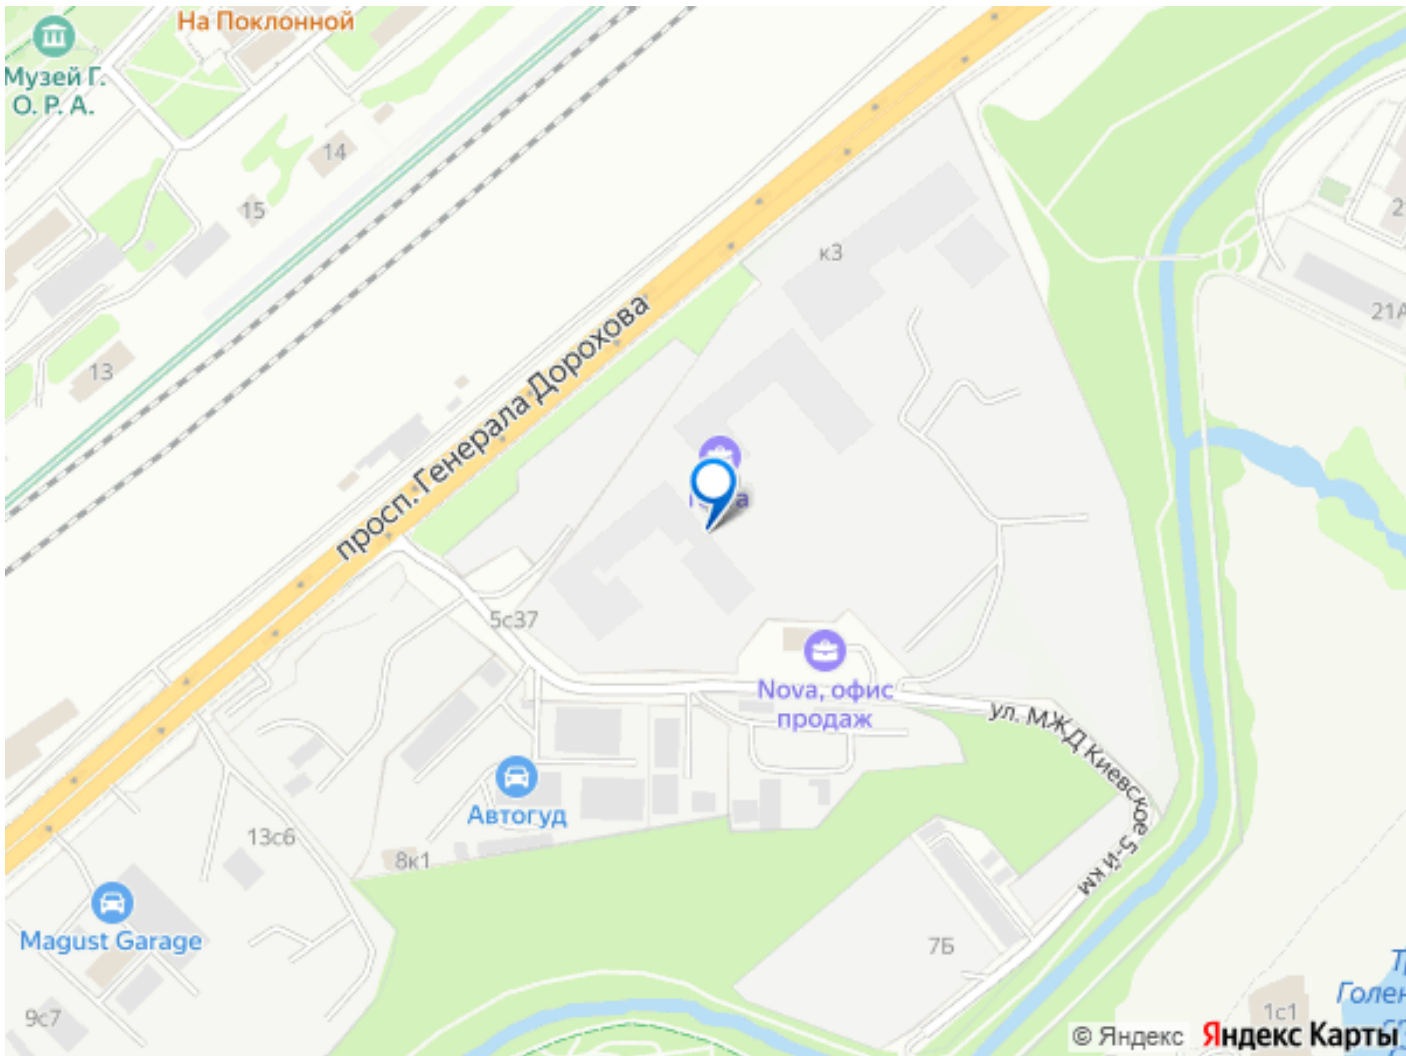 На Поклонной
Музей Г.
О. Р. А.
14
15
к3
21А
13
просп. Генерала Дорохова
5с37
Nova, офис
продаж
ул. МЖД Киевское 5-й км
Автогуд
13с6
8к1
Magust Garage
7Б
9с7
1с1
Голен
© Яндекс
Яндекс Карты